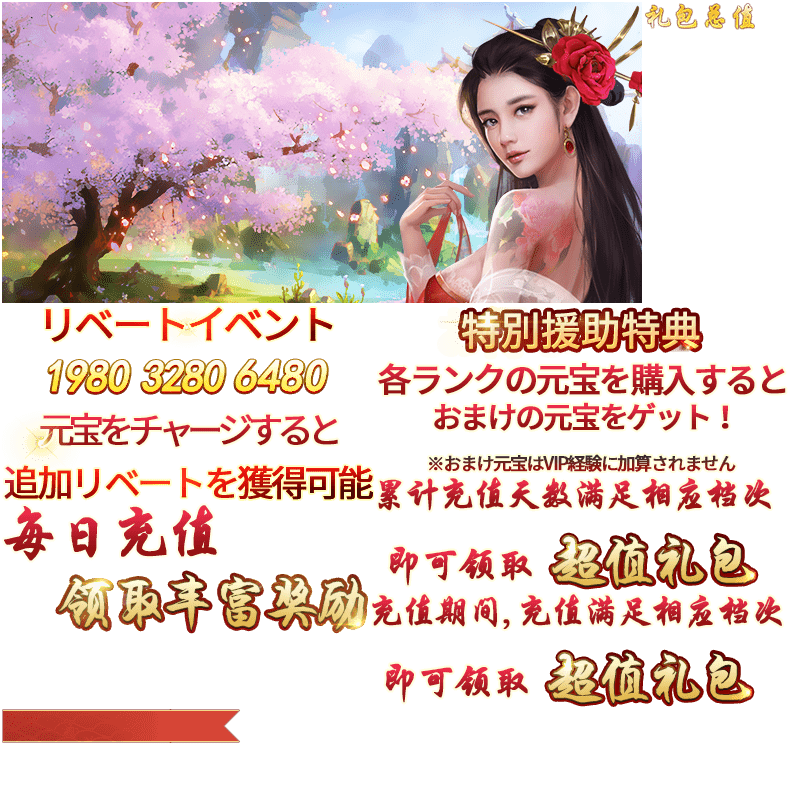 礼包总值
リベートイベント
1980 3280 6480
元宝をチャージすると
追加リベートを獲得可能
每日充值
领取丰富奖励
特別援助特典
各ランクの元宝を購入すると
おまけの元宝をゲット！
※おまけ元宝はVIP経験に加算されません
累计充值天数满足相应档次
即可领取 超值礼包
充值期间,充值满足相应档次
即可领取 超值礼包